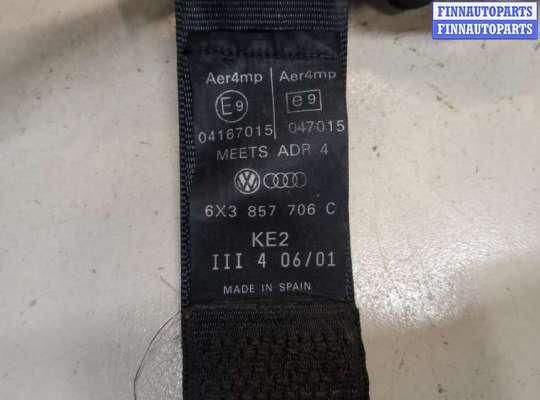 FINNAUTOPARTS
FINNAUTOPARTS
Aer4mp Aer4mp
E9 e9
04167015 047015
MEETS ADR 4
6X3 857 706 C
KE2
III 4 06/01
MADE IN SPAIN